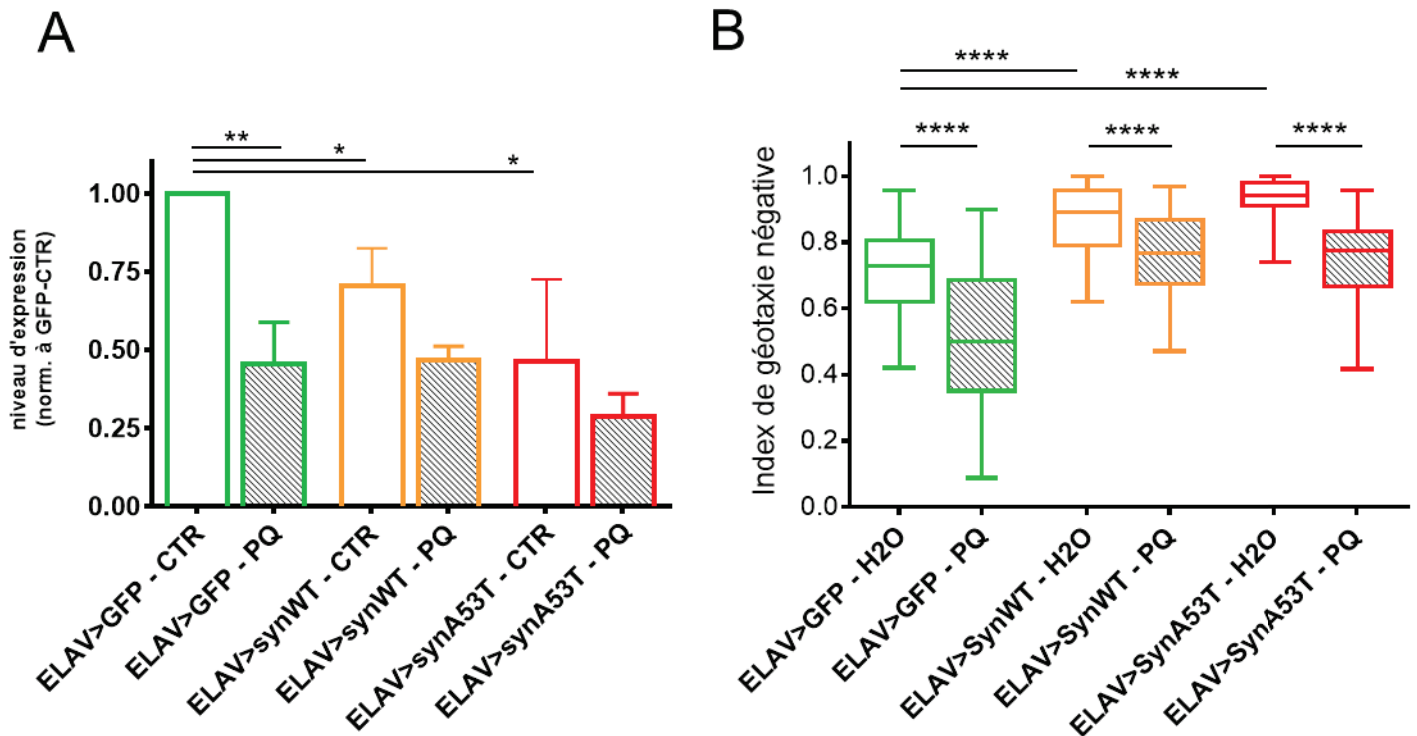 A
**
*
*
niveau d'expression
(norm. à GFP-CTR)
1.00
0.75
0.50
0.25
0.00
ELAV>GFP - CTR
ELAV>GFP - PQ
ELAV>synWT - CTR
ELAV>synWT - PQ
ELAV>synA53T - CTR
ELAV>synA53T - PQ
B
****
****
****
****
****
Index de géotaxie négative
1.0
0.8
0.6
0.4
0.2
0.0
ELAV>GFP - H2O
ELAV>GFP - PQ
ELAV>SynWT - H2O
ELAV>SynWT - PQ
ELAV>SynA53T - H2O
ELAV>SynA53T - PQ